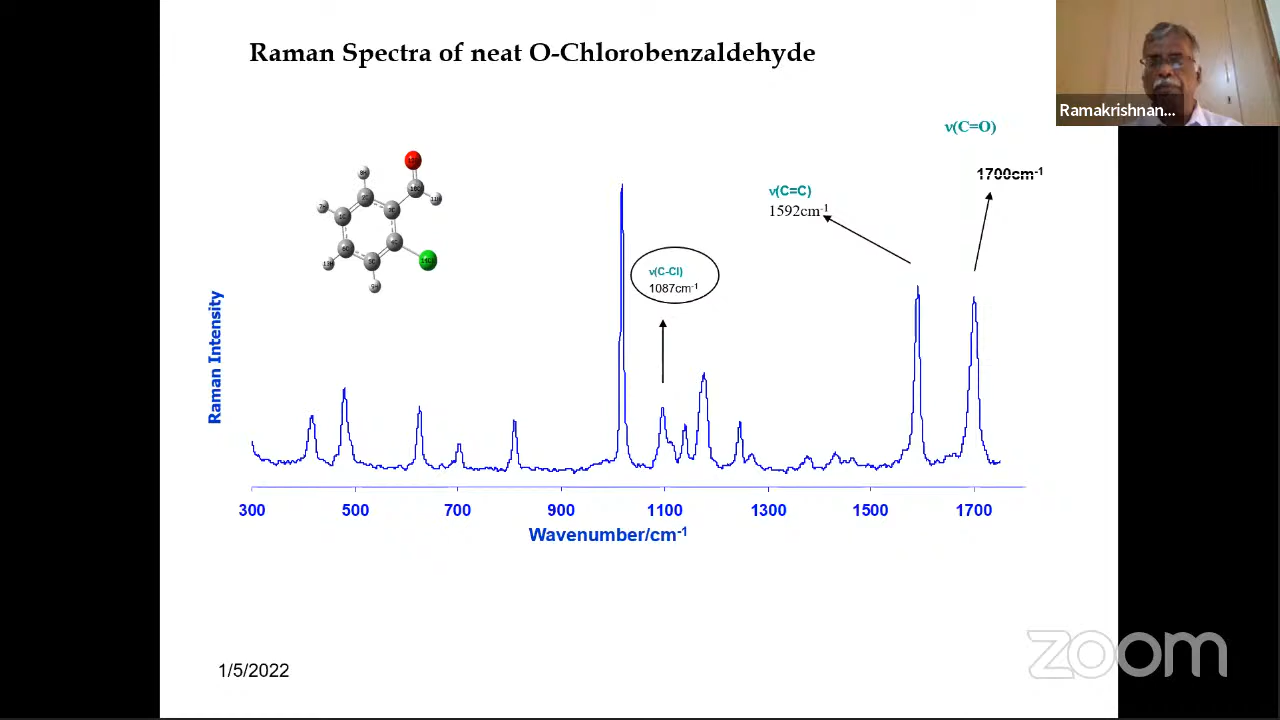 Raman Spectra of neat O-Chlorobenzaldehyde
Ramakrishnan...
ν(C=O)
1700cm-1
ν(C=C)
1592cm-1
ν(C-Cl)
1087cm-1
Raman Intensity
300 500 700 900 1100 1300 1500 1700
Wavenumber/cm-1
1/5/2022
zoom